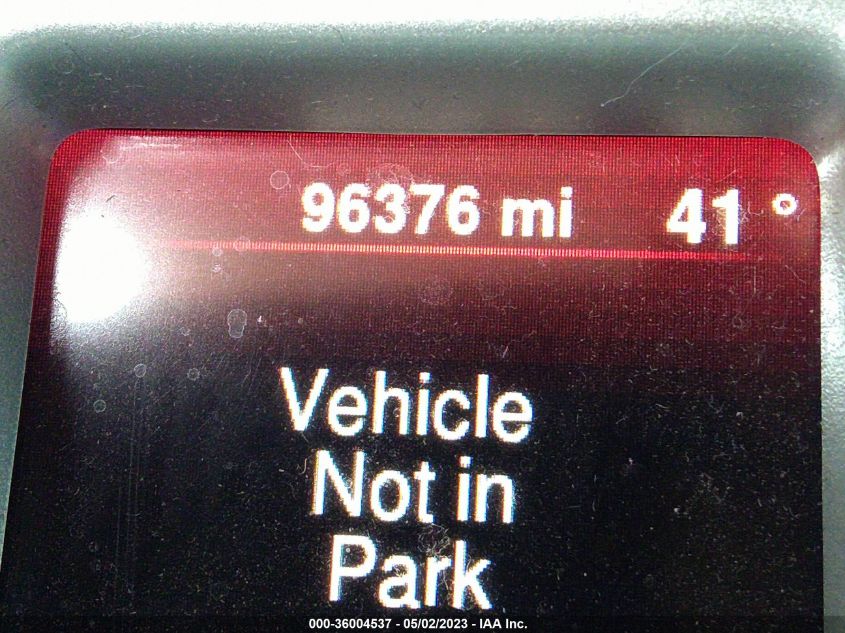 96376 mi 41 °
Vehicle
Not in
Park
000-36004537 - 05/02/2023 - IAA Inc.